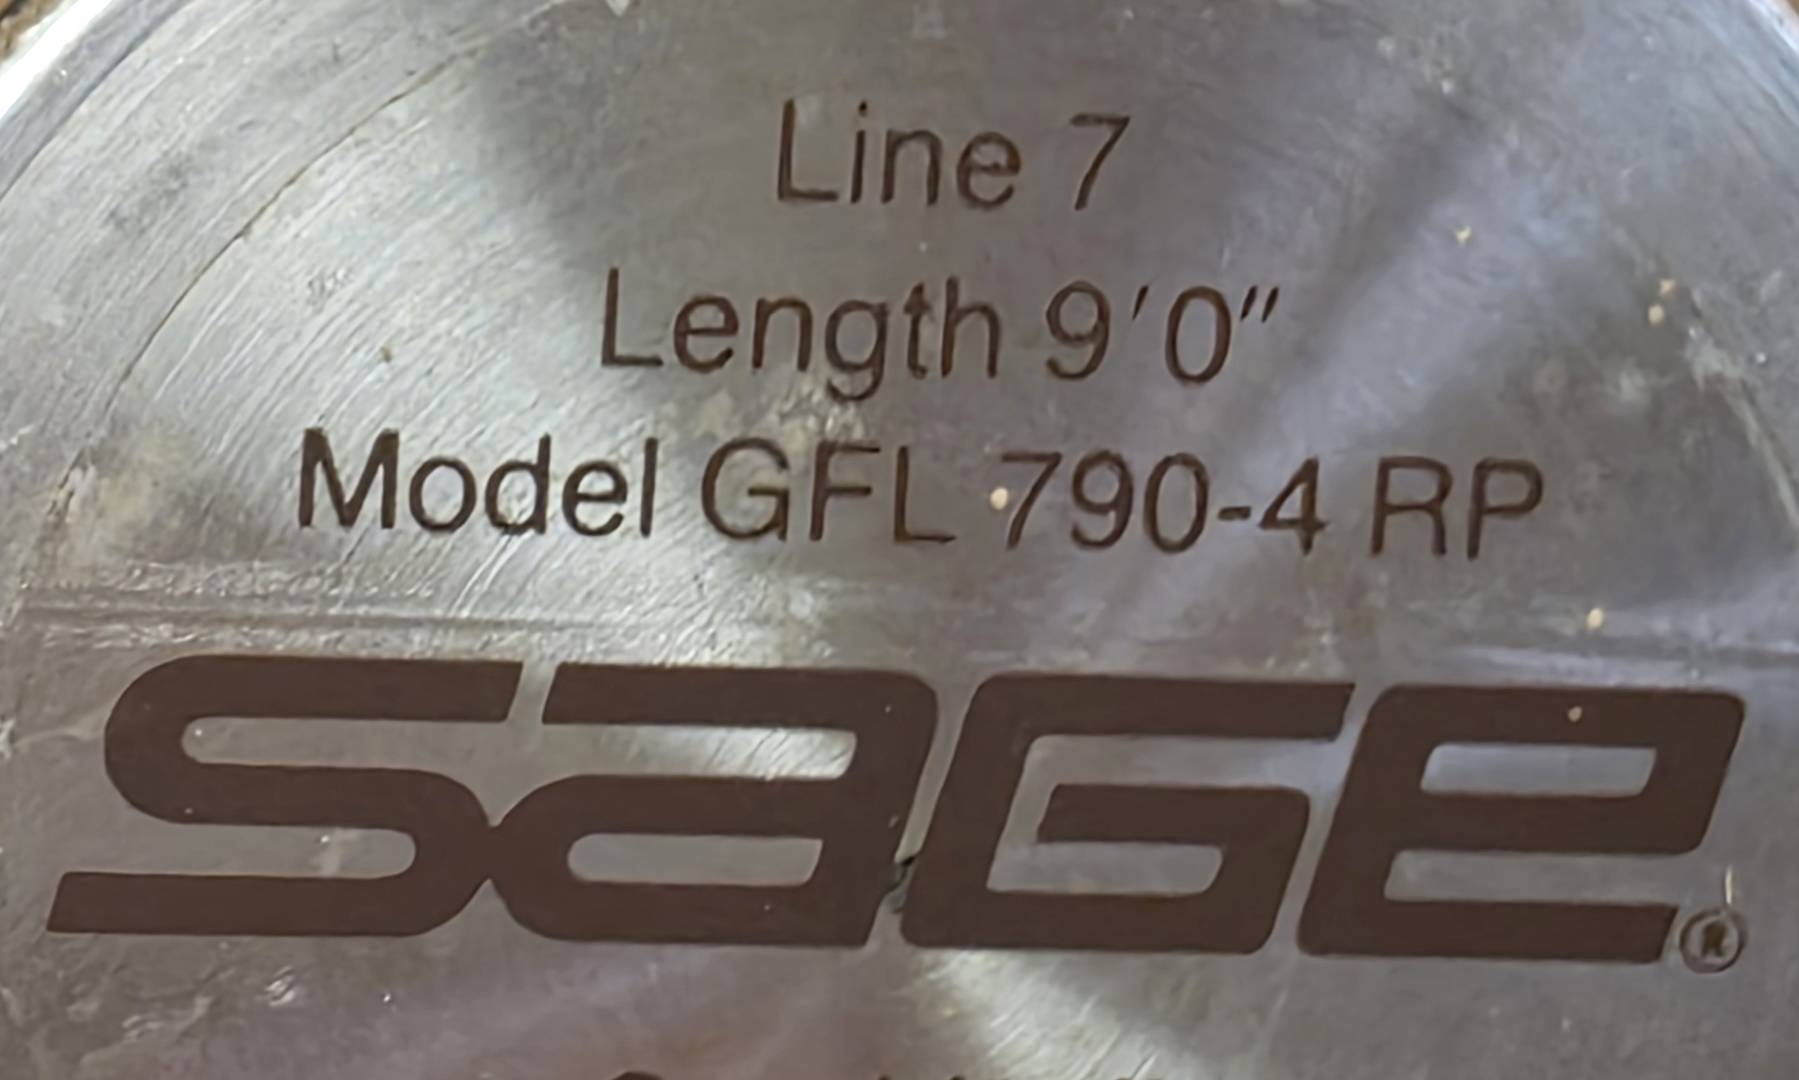 Line 7
Length 9'0"
Model GFL 790-4 RP
SAGE®